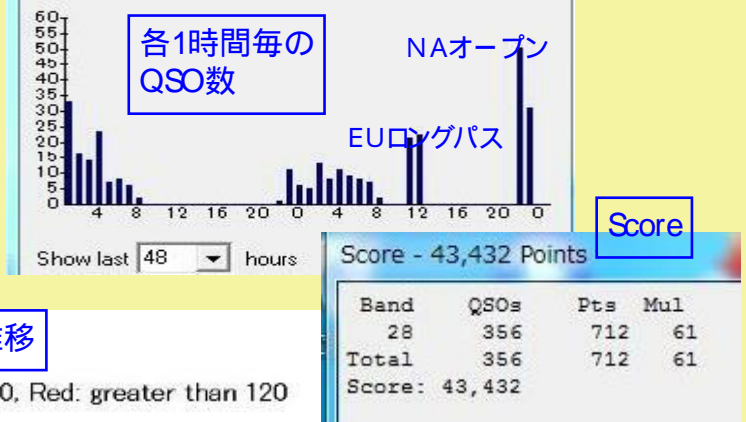 60
55
50
45
40
35
30
25
20
15
10
5
0
各1時間毎の
QSO数
NAオープン
EUロングパス
4 8 12 16 20 0 4 8 12 16 20 0
Show last 48 hours
Score
Score - 43,432 Points
Band QSOs Pts Mul
28 356 712 61
Total 356 712 61
Score: 43,432
移
0, Red: greater than 120